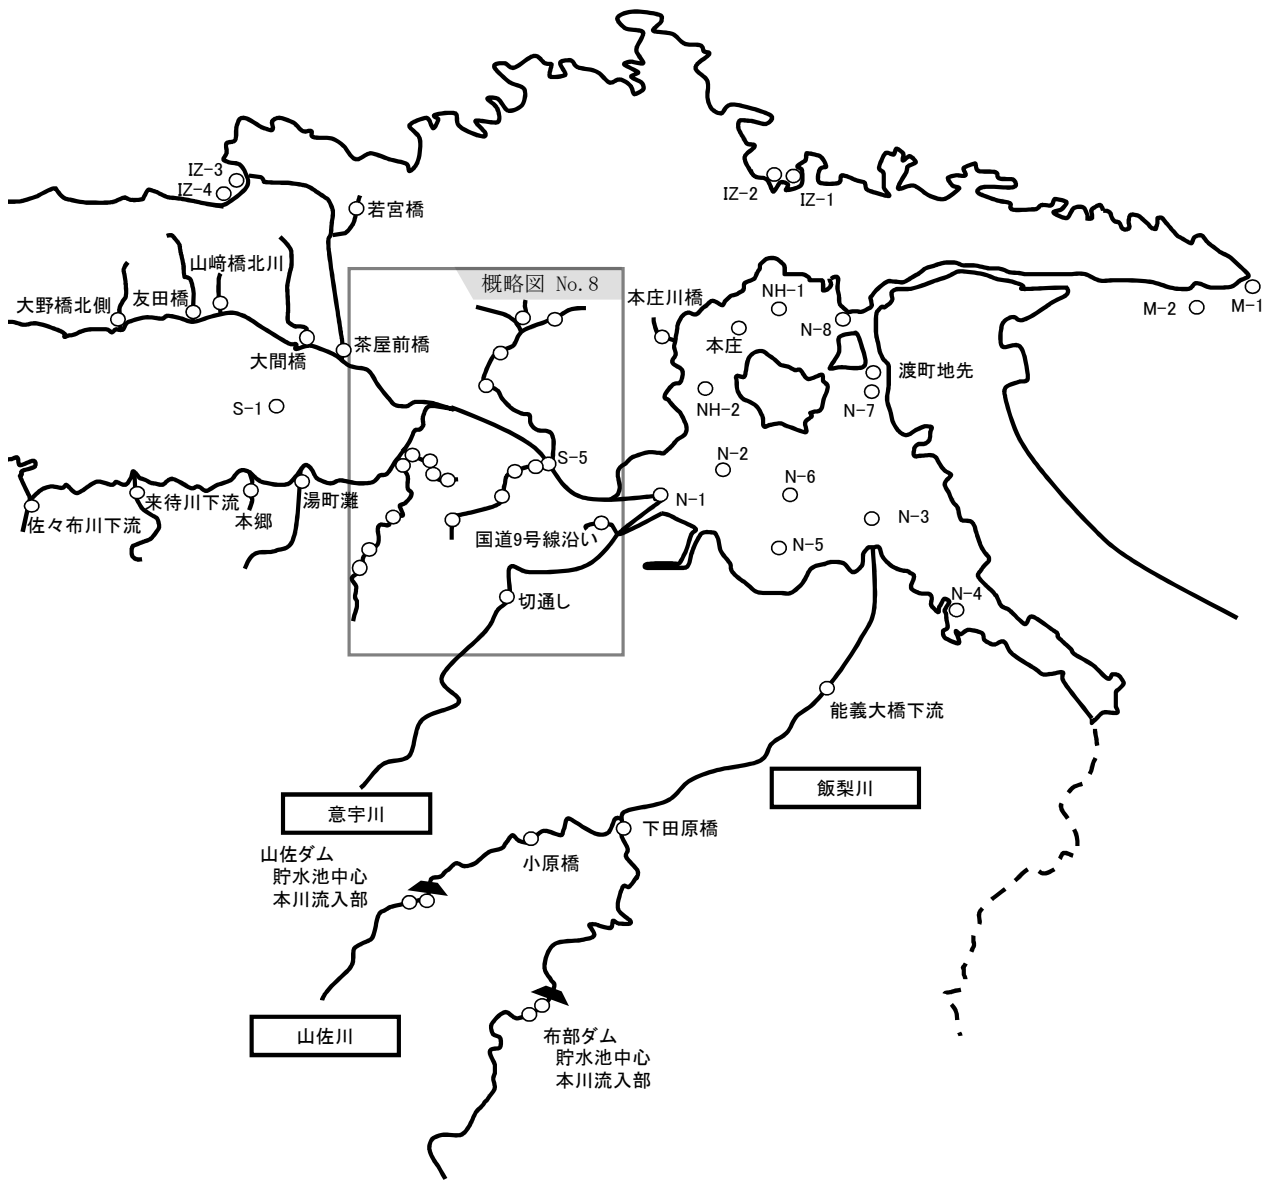 IZ-3
IZ-4
若宮橋
IZ-2
IZ-1
山﨑橋北川
大野橋北側
友田橋
概略図 No.8
本庄川橋
NH-1
N-8
M-2
M-1
大間橋
茶屋前橋
本庄
渡町地先
S-1
NH-2
N-7
S-5
N-2
N-6
N-1
N-3
佐々布川下流
来待川下流
本郷
湯町灘
国道9号線沿い
N-5
切通し
N-4
能義大橋下流
飯梨川
意宇川
下田原橋
小原橋
山佐ダム
貯水池中心
本川流入部
山佐川
布部ダム
貯水池中心
本川流入部